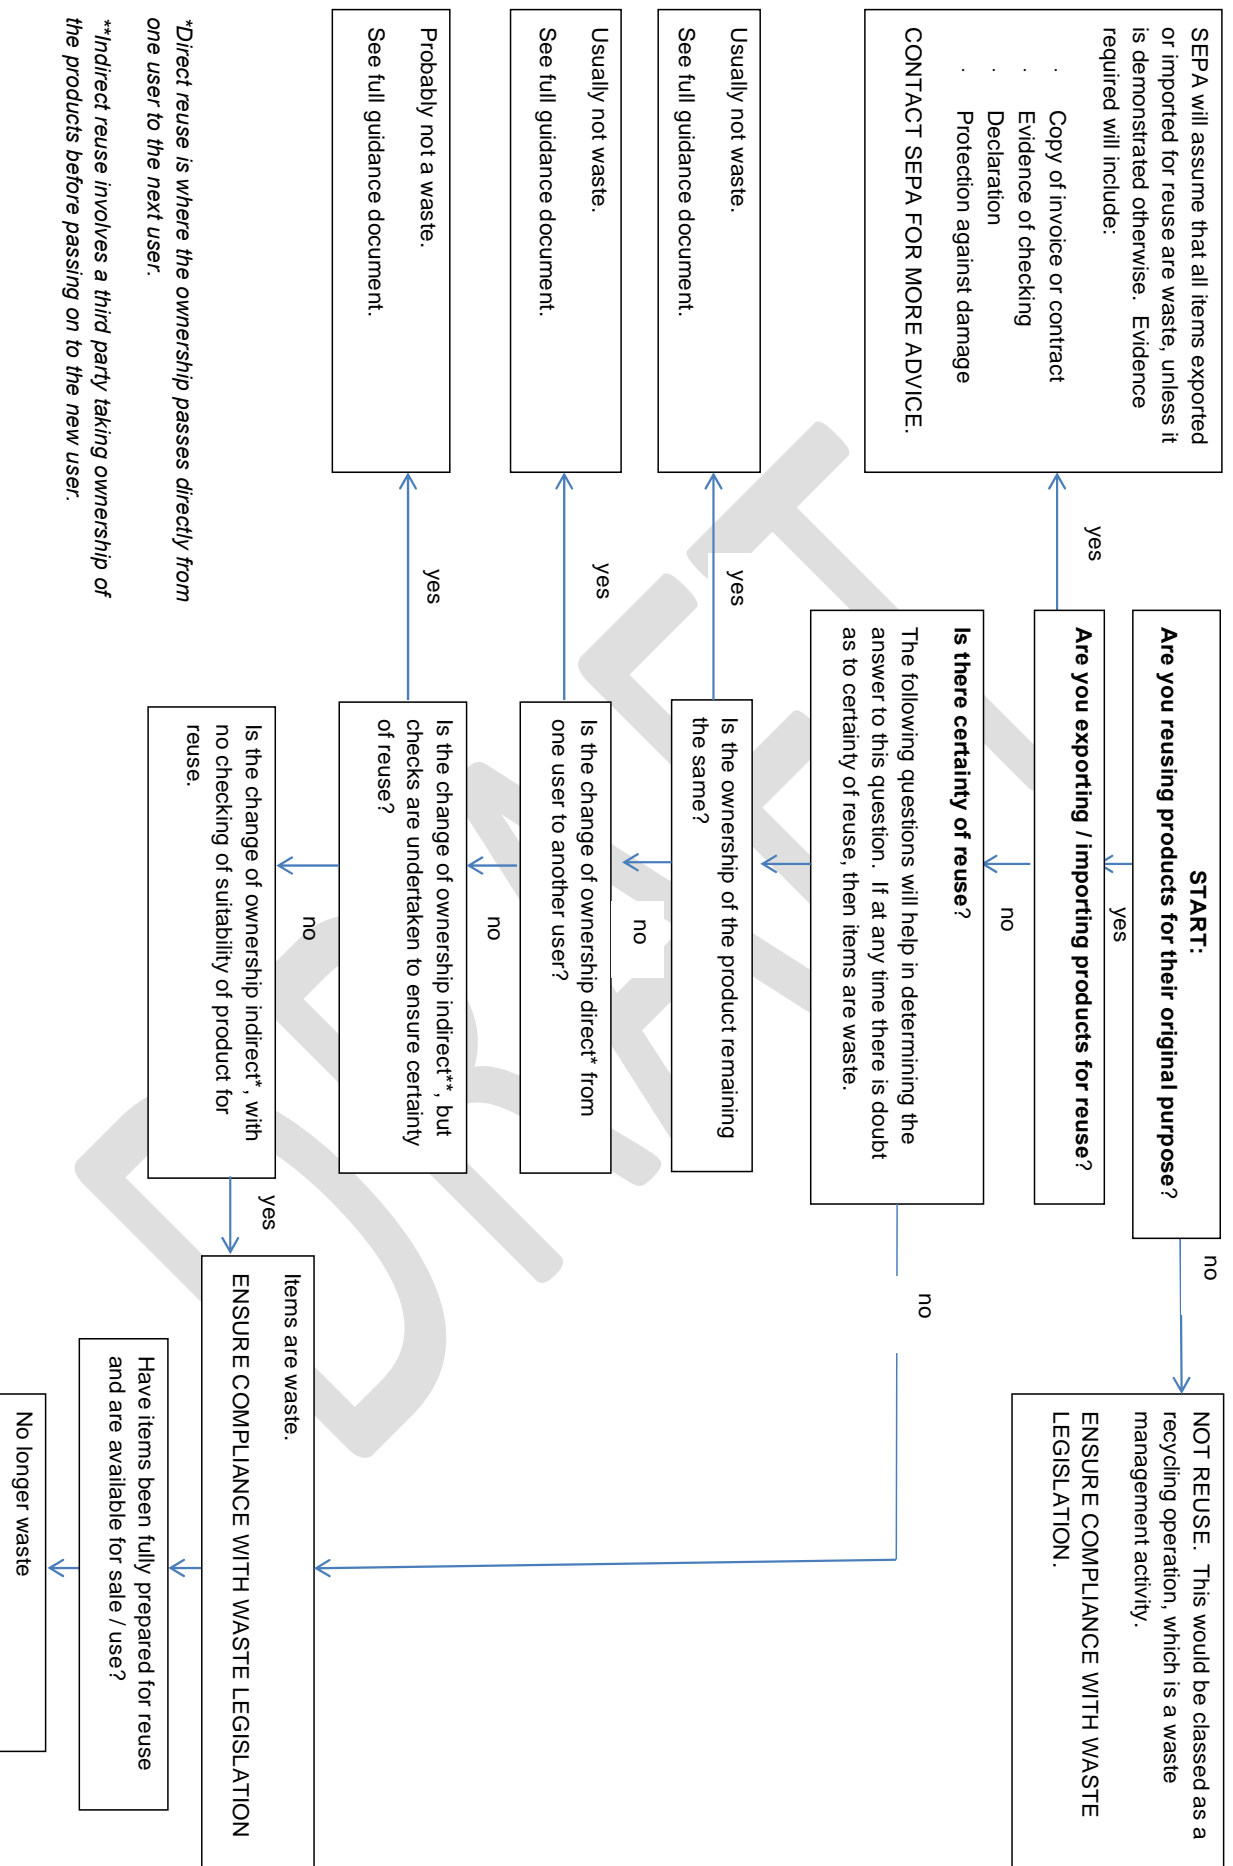 START:
Are you reusing products for their original purpose?
no
NOT REUSE.  This would be classed as a
recycling operation, which is a waste
management activity.
ENSURE COMPLIANCE WITH WASTE
LEGISLATION.
yes
Are you exporting / importing products for reuse?
yes
SEPA will assume that all items exported
or imported for reuse are waste, unless it
is demonstrated otherwise.  Evidence
required will include:
· Copy of invoice or contract
· Evidence of checking
· Declaration
· Protection against damage
CONTACT SEPA FOR MORE ADVICE.
no
Is there certainty of reuse?
The following questions will help in determining the
answer to this question.  If at any time there is doubt
as to certainty of reuse, then items are waste.
no
Is the ownership of the product remaining
the same?
yes
Usually not waste.
See full guidance document.
no
Is the change of ownership direct* from
one user to another user?
yes
Usually not waste.
See full guidance document.
no
Is the change of ownership indirect**, but
checks are undertaken to ensure certainty
of reuse?
yes
Probably not a waste.
See full guidance document.
no
Is the change of ownership indirect*, with
no checking of suitability of product for
reuse.
yes
Items are waste.
ENSURE COMPLIANCE WITH WASTE LEGISLATION
Have items been fully prepared for reuse
and are available for sale / use?
No longer waste
*Direct reuse is where the ownership passes directly from
one user to the next user.
**Indirect reuse involves a third party taking ownership of
the products before passing on to the new user.
DRAFT